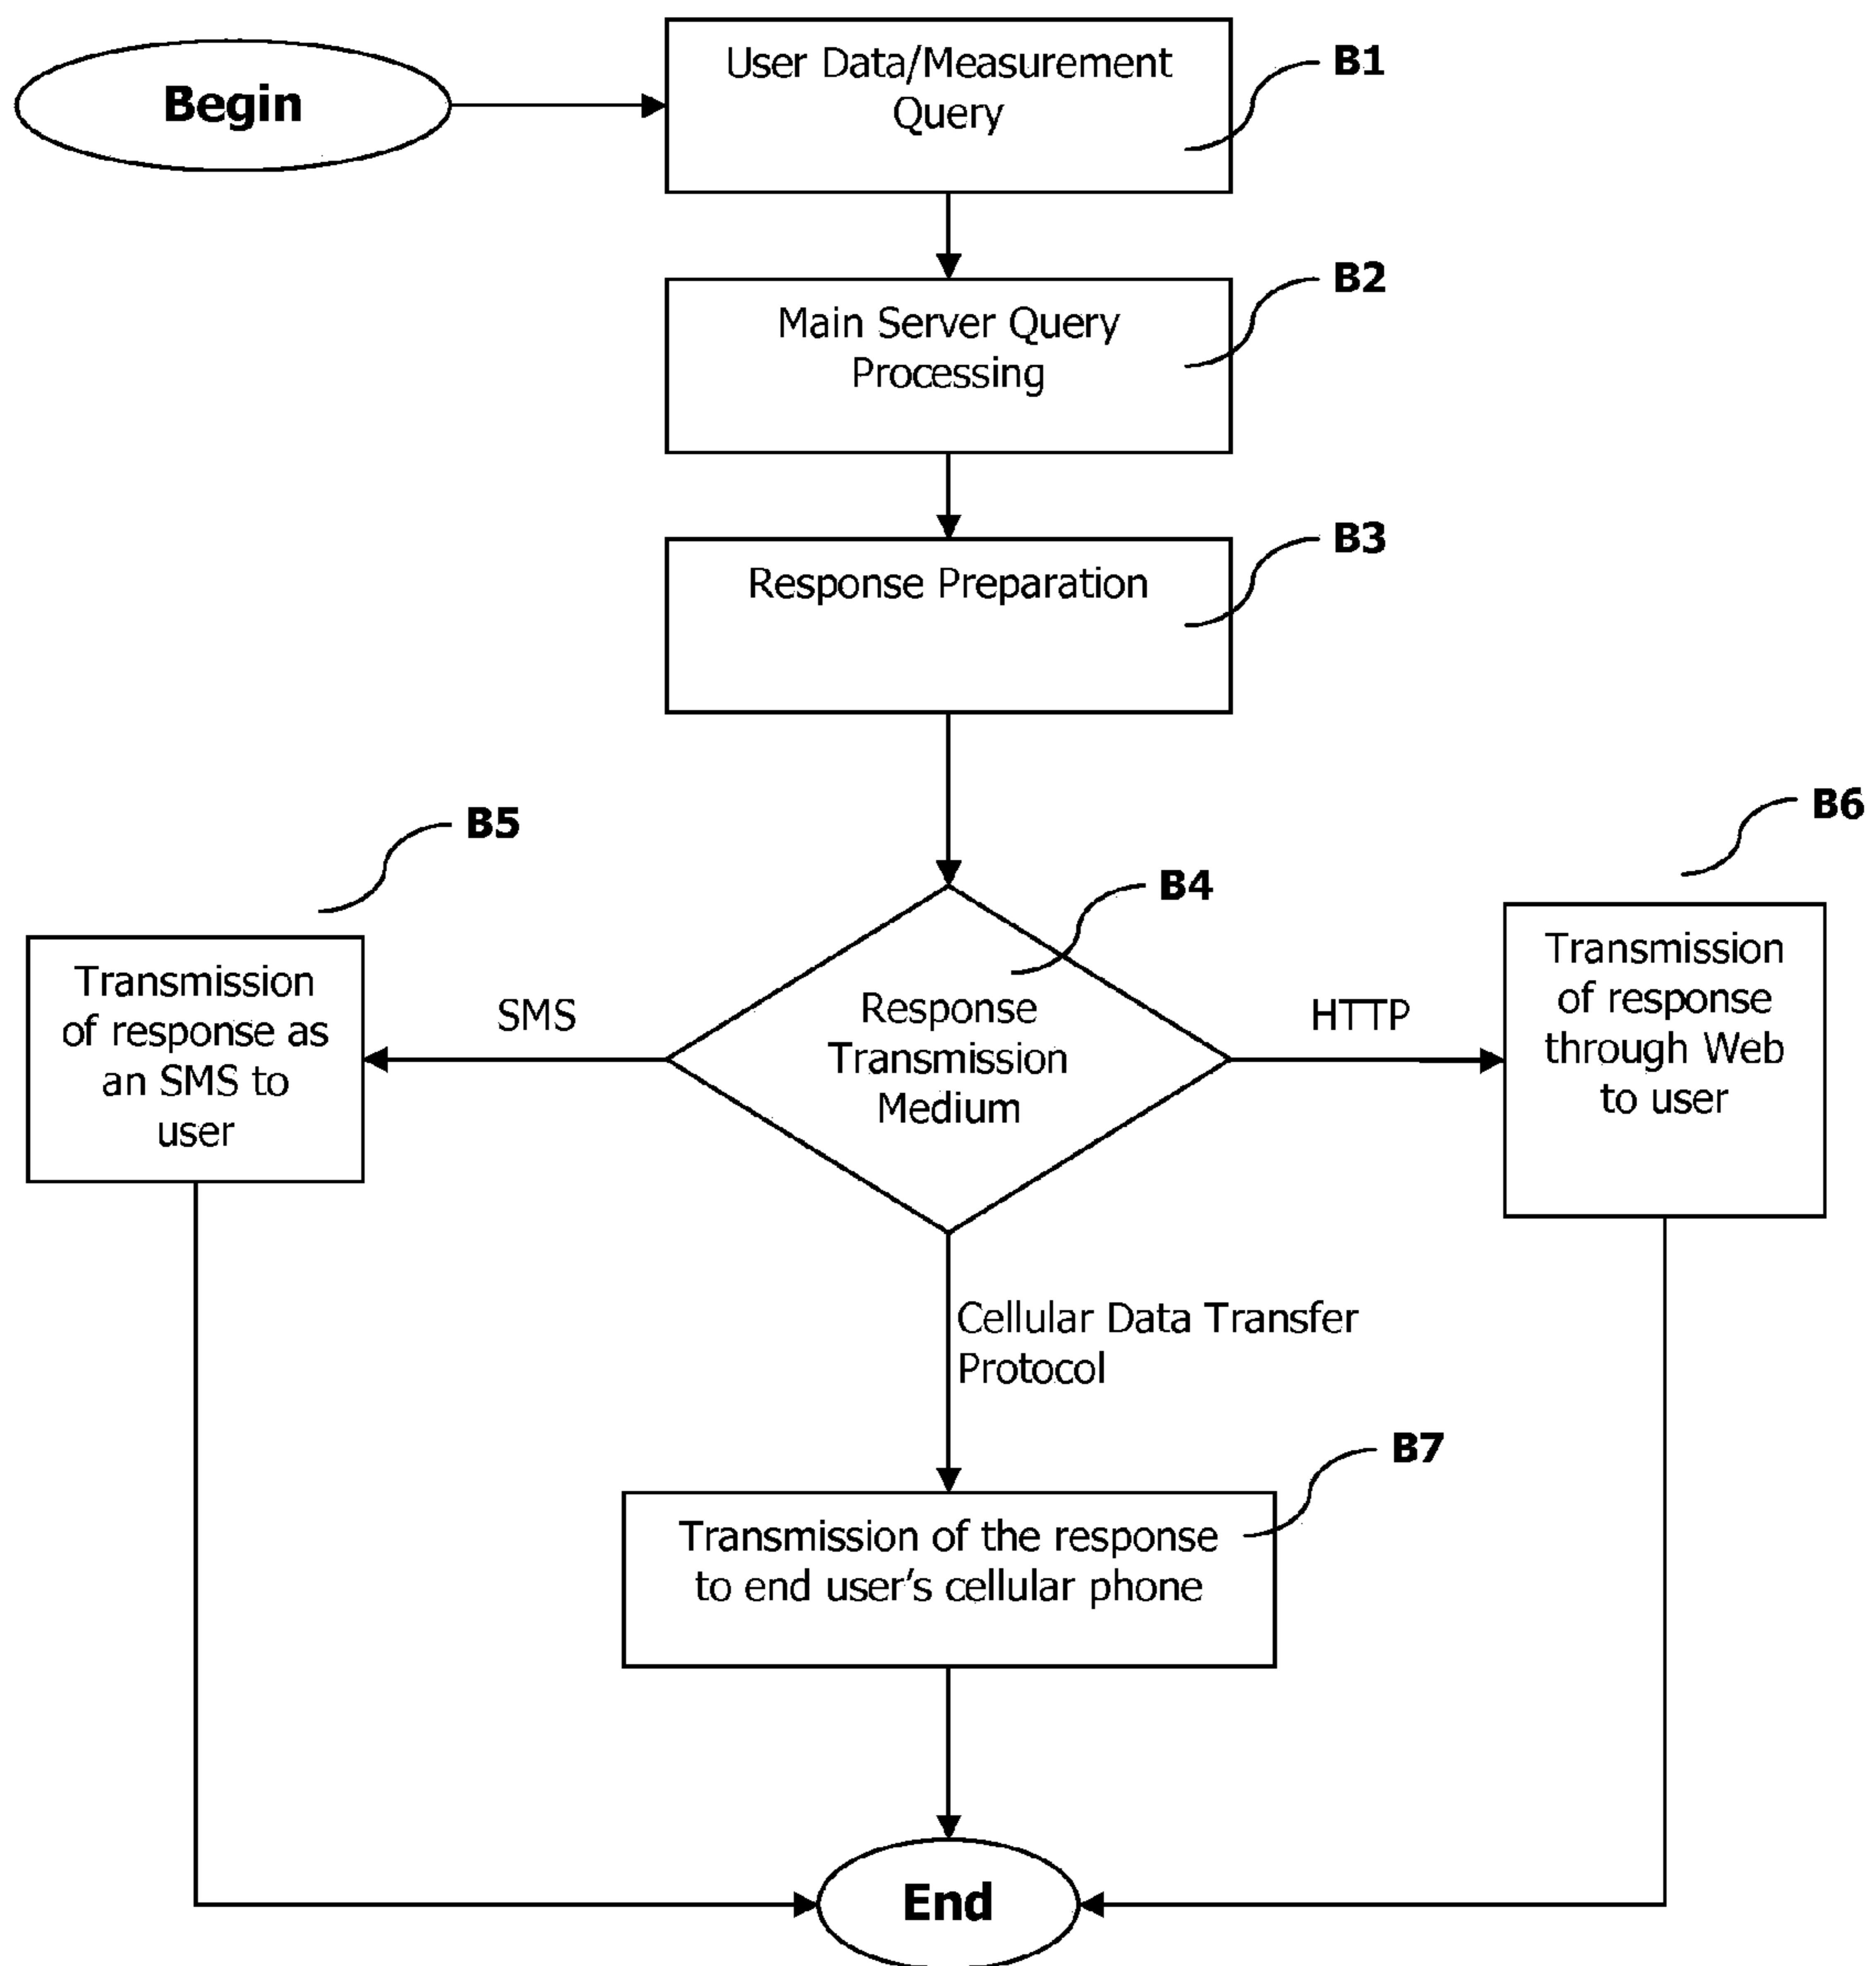 Begin
User Data/Measurement
Query
B1
Main Server Query
Processing
B2
Response Preparation
B3
B5
B6
B4
Transmission
of response as
an SMS to
user
SMS
Response
Transmission
Medium
HTTP
Transmission
of response
through Web
to user
Cellular Data Transfer
Protocol
B7
Transmission of the response
to end user's cellular phone
End